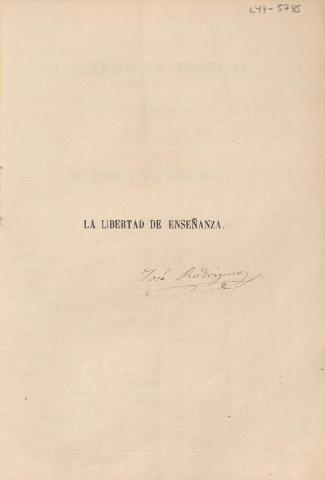 L47-5785
LA LIBERTAD DE ENSEÑANZA.
José Rodriguez